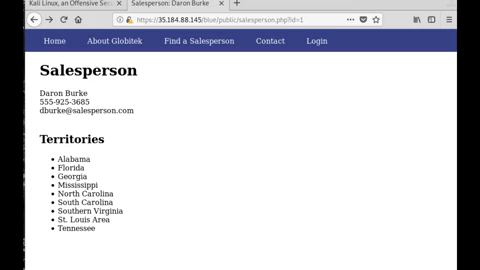 Kali Linux, an Offensive Sec
Salesperson: Daron Burke
https://35.184.88.145/blue/public/salesperson.php?id=1
Home
About Globitek
Find a Salesperson
Contact
Login
Salesperson
Daron Burke
555-925-3685
dburke@salesperson.com
Territories
Alabama
Florida
Georgia
Mississippi
North Carolina
South Carolina
Southern Virginia
St. Louis Area
Tennessee